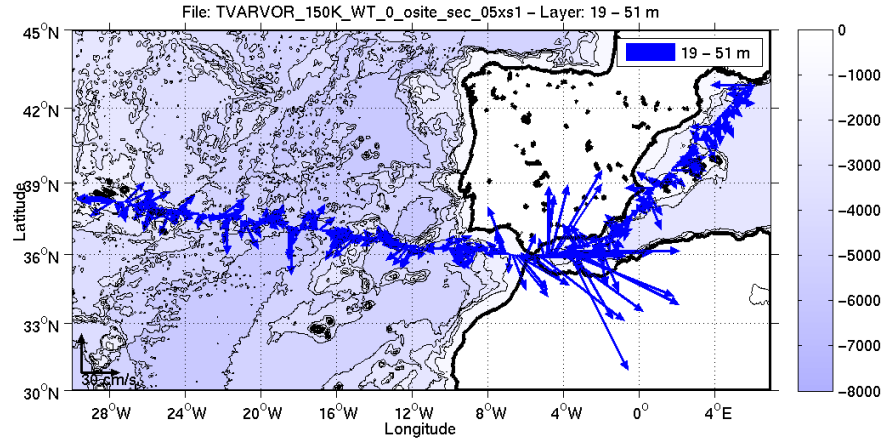 File: TVARVOR_150K_WT_0_osite_sec_05xs1 – Layer: 19 – 51 m
19 – 51 m
45°N
42°N
39°N
36°N
33°N
30°N
Latitude
30 cm/s
28°W 24°W 20°W 16°W 12°W 8°W 4°W 0° 4°E
Longitude
0
−1000
−2000
−3000
−4000
−5000
−6000
−7000
−8000